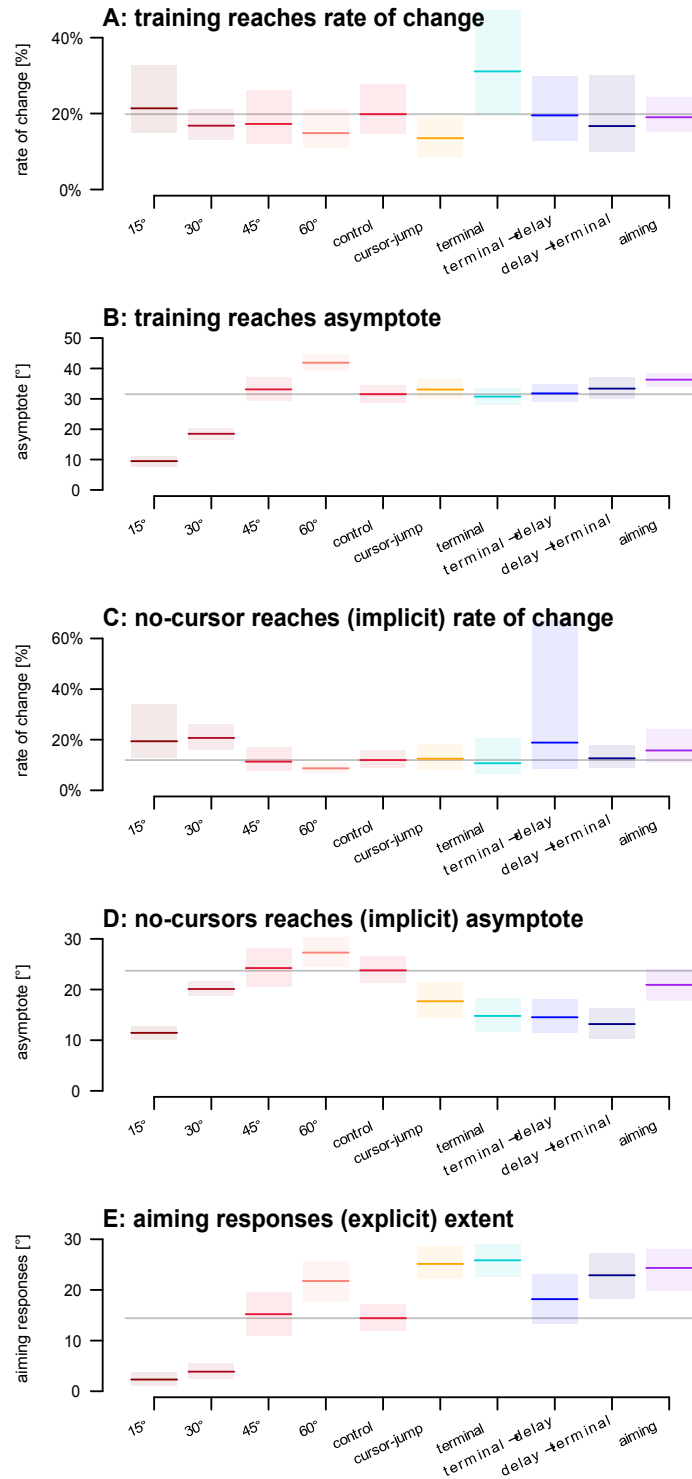 A: training reaches rate of change
rate of change [%]
40%
20%
0%
15°
30°
45°
60°
control
cursor-jump
terminal
terminal→delay
delay→terminal
aiming
B: training reaches asymptote
asymptote [°]
50
40
30
20
10
0
15°
30°
45°
60°
control
cursor-jump
terminal
terminal→delay
delay→terminal
aiming
C: no-cursor reaches (implicit) rate of change
rate of change [%]
60%
40%
20%
0%
15°
30°
45°
60°
control
cursor-jump
terminal
terminal→delay
delay→terminal
aiming
D: no-cursors reaches (implicit) asymptote
asymptote [°]
30
20
10
0
15°
30°
45°
60°
control
cursor-jump
terminal
terminal→delay
delay→terminal
aiming
E: aiming responses (explicit) extent
aiming responses [°]
30
20
10
0
15°
30°
45°
60°
control
cursor-jump
terminal
terminal→delay
delay→terminal
aiming